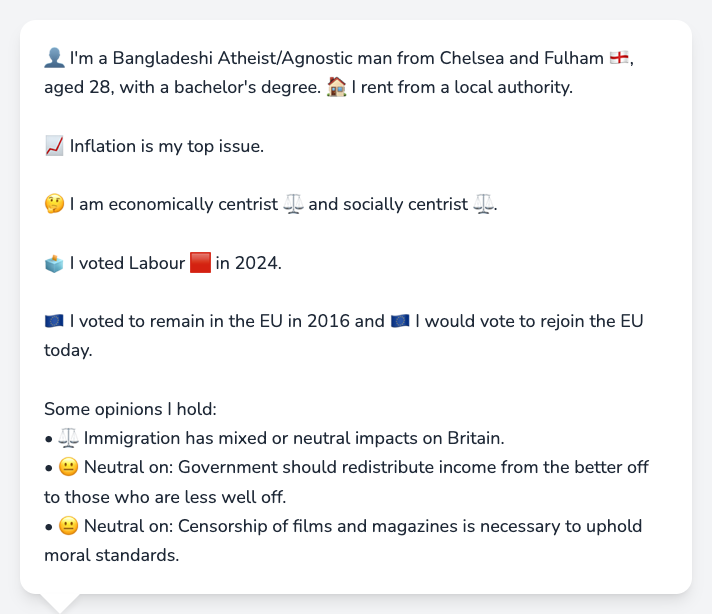 👤 I'm a Bangladeshi Atheist/Agnostic man from Chelsea and Fulham 🏴󠁧󠁢󠁥󠁮󠁧󠁿,
aged 28, with a bachelor's degree. 🏠 I rent from a local authority.
📈 Inflation is my top issue.
🤔 I am economically centrist ⚖️ and socially centrist ⚖️.
🗳️ I voted Labour 🟥 in 2024.
🇪🇺 I voted to remain in the EU in 2016 and 🇪🇺 I would vote to rejoin the EU
today.
Some opinions I hold:
• ⚖️ Immigration has mixed or neutral impacts on Britain.
• 😐 Neutral on: Government should redistribute income from the better off
to those who are less well off.
• 😐 Neutral on: Censorship of films and magazines is necessary to uphold
moral standards.